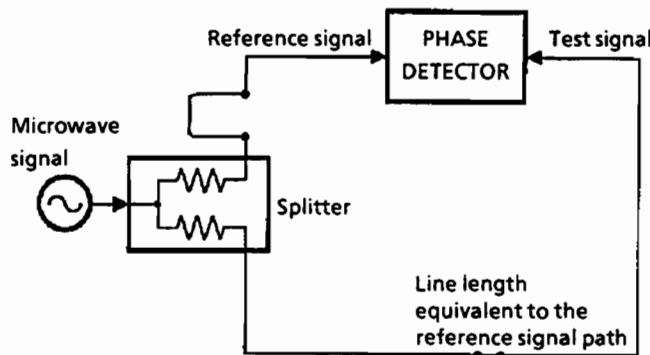 Reference signal
PHASE
DETECTOR
Test signal
Microwave
signal
Splitter
Line length
equivalent to the
reference signal path